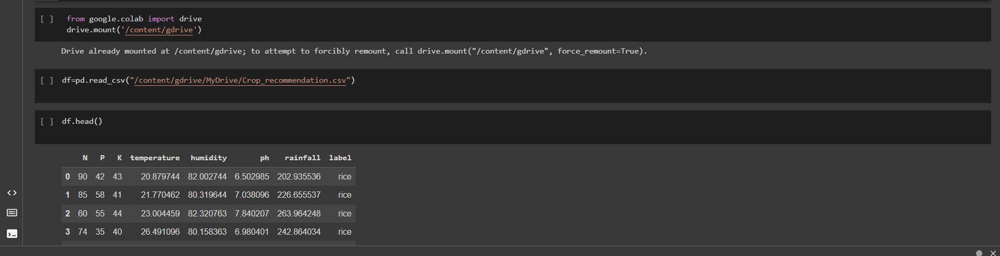 [ ] from google.colab import drive
drive.mount('/content/gdrive')
Drive already mounted at /content/gdrive; to attempt to forcibly remount, call drive.mount("/content/gdrive", force_remount=True).
[ ] df=pd.read_csv("/content/gdrive/MyDrive/Crop_recommendation.csv")
[ ] df.head()
N P K temperature humidity ph rainfall label
0 90 42 43 20.879744 82.002744 6.502985 202.935536 rice
1 85 58 41 21.770462 80.319644 7.038096 226.655537 rice
2 60 55 44 23.004459 82.320763 7.840207 263.964248 rice
3 74 35 40 26.491096 80.158363 6.980401 242.864034 rice